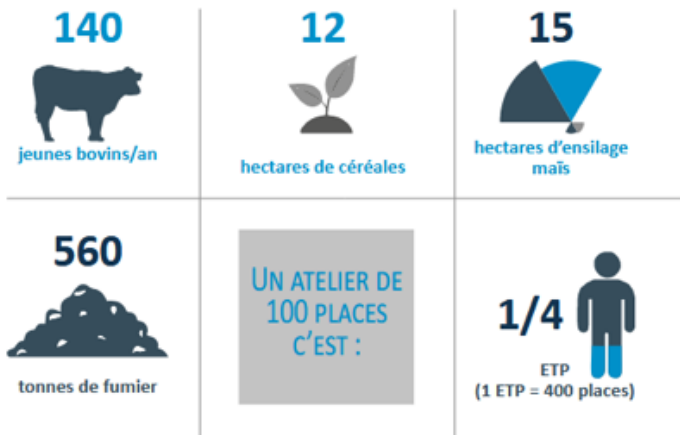 140
jeunes bovins/an
12
hectares de céréales
15
hectares d'ensilage
maïs
560
tonnes de fumier
UN ATELIER DE
100 PLACES
C'EST :
1/4
ETP
(1 ETP = 400 places)